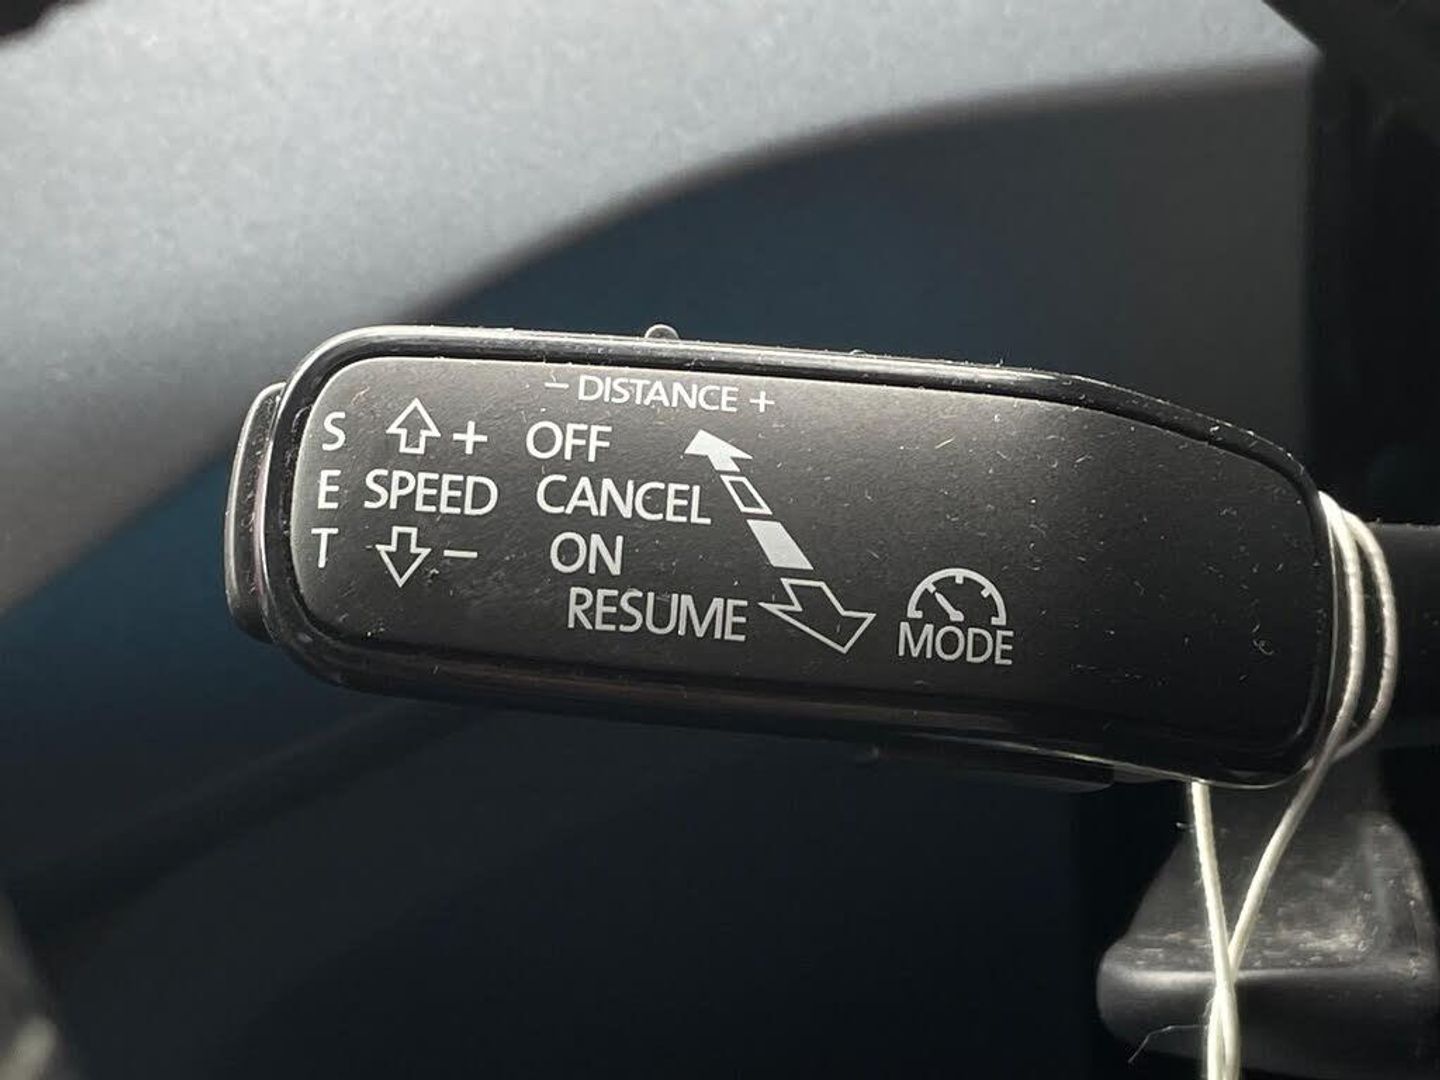 − DISTANCE +
S + OFF
E SPEED CANCEL
T − ON
RESUME
MODE